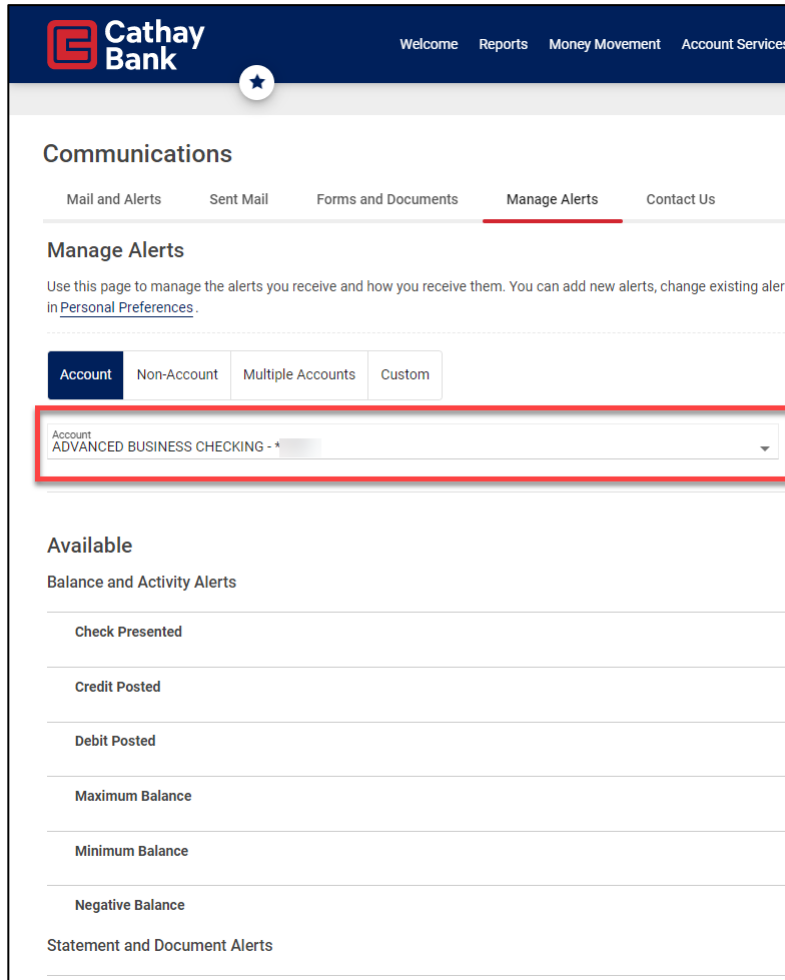 Cathay
Bank
Welcome Reports Money Movement Account Services
Communications
Mail and Alerts Sent Mail Forms and Documents Manage Alerts Contact Us
Manage Alerts
Use this page to manage the alerts you receive and how you receive them. You can add new alerts, change existing aler
in Personal Preferences.
Account Non-Account Multiple Accounts Custom
Account
ADVANCED BUSINESS CHECKING - *
Available
Balance and Activity Alerts
Check Presented
Credit Posted
Debit Posted
Maximum Balance
Minimum Balance
Negative Balance
Statement and Document Alerts